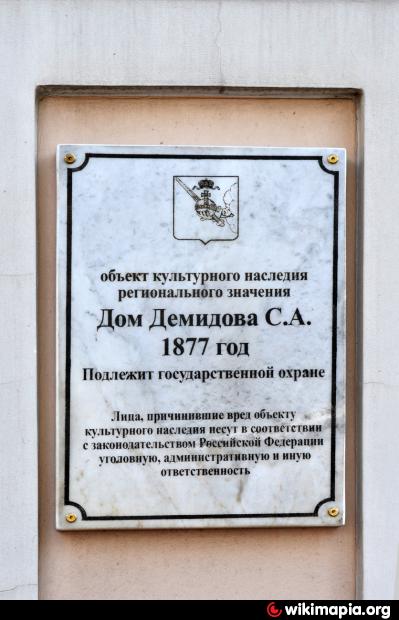 объект культурного наследия
регионального значения
Дом Демидова С.А.
1877 год
Подлежит государственной охране
Лица, причинившие вред объекту
культурного наследия несут в соответствии
с законодательством Российской Федерации
уголовную, административную и иную
ответственность
wikimapia.org